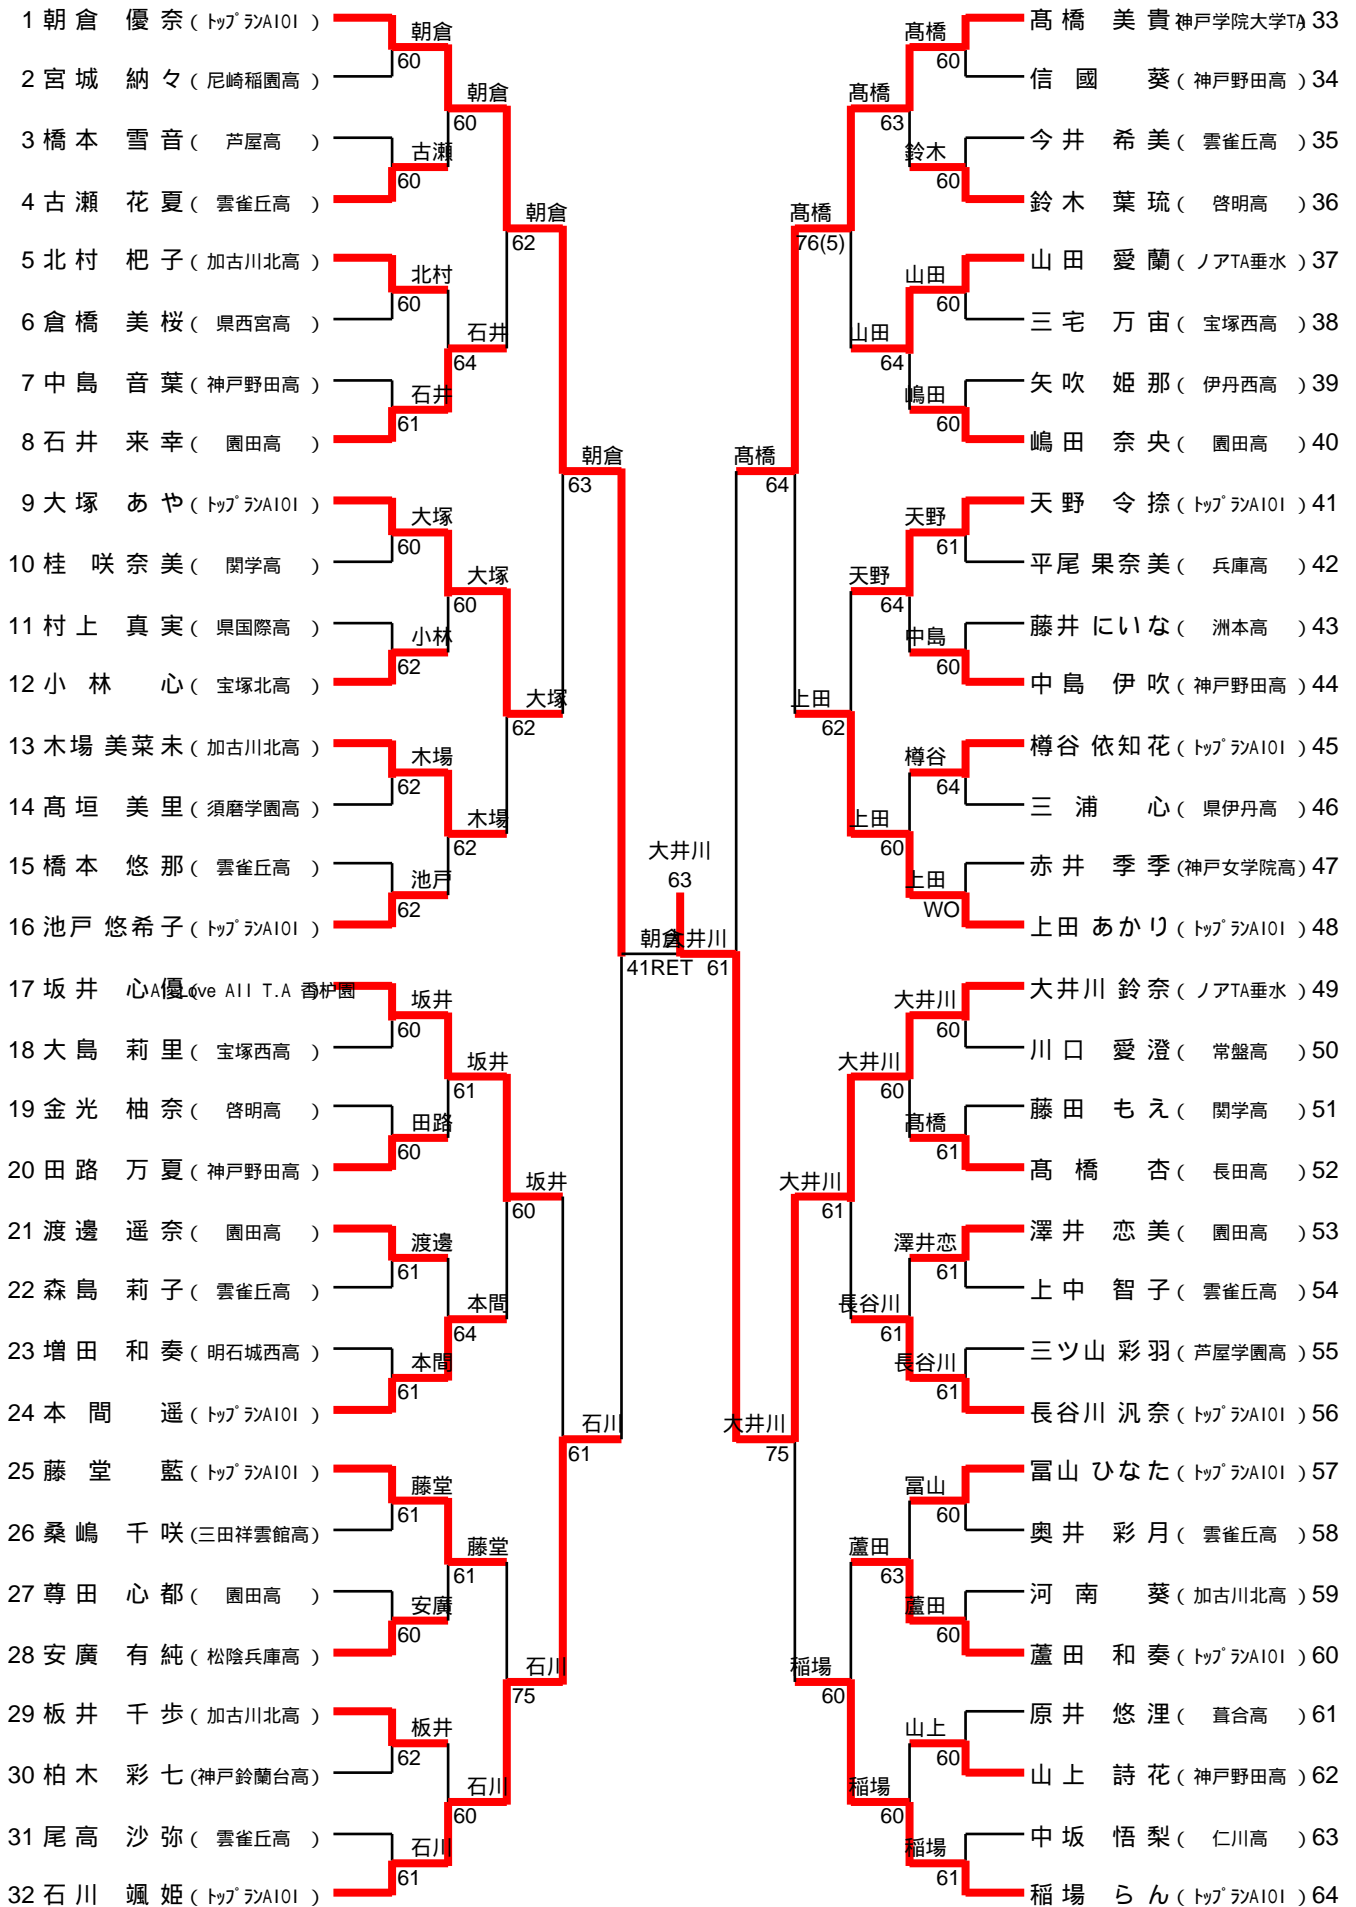 1 朝倉 優奈 (トップランAIOI)
朝倉
60
2 宮城 納々 (尼崎稲園高)
朝倉
60
3 橋本 雪音 (芦屋高)
古瀬
60
4 古瀬 花夏 (雲雀丘高)
朝倉
62
5 北村 杷子 (加古川北高)
北村
60
6 倉橋 美桜 (県西宮高)
石井
64
7 中島 音葉 (神戸野田高)
石井
61
8 石井 来幸 (園田高)
朝倉
63
9 大塚 あや (トップランAIOI)
大塚
60
10 桂 咲奈美 (関学高)
大塚
60
11 村上 真実 (県国際高)
小林
62
12 小林 心 (宝塚北高)
大塚
62
13 木場 美菜未 (加古川北高)
木場
62
14 髙垣 美里 (須磨学園高)
木場
62
15 橋本 悠那 (雲雀丘高)
池戸
62
16 池戸 悠希子 (トップランAIOI)
朝倉
41RET
17 坂井 心優 Love All T.A 香枦園
坂井
60
18 大島 莉里 (宝塚西高)
坂井
61
19 金光 柚奈 (啓明高)
田路
60
20 田路 万夏 (神戸野田高)
坂井
60
21 渡邊 遥奈 (園田高)
渡邊
61
22 森島 莉子 (雲雀丘高)
本間
64
23 増田 和奏 (明石城西高)
本間
61
24 本間 遥 (トップランAIOI)
石川
61
25 藤堂 藍 (トップランAIOI)
藤堂
61
26 桑嶋 千咲 (三田祥雲館高)
藤堂
61
27 尊田 心都 (園田高)
安廣
60
28 安廣 有純 (松陰兵庫高)
石川
75
29 板井 千歩 (加古川北高)
板井
62
30 柏木 彩七 (神戸鈴蘭台高)
石川
60
31 尾高 沙弥 (雲雀丘高)
石川
61
32 石川 颯姫 (トップランAIOI)
大井川
63
髙橋 美貴 神戸学院大学TA 33
髙橋
60
信國 葵 (神戸野田高) 34
髙橋
63
今井 希美 (雲雀丘高) 35
鈴木
60
鈴木 葉琉 (啓明高) 36
髙橋
76(5)
山田 愛蘭 (ノアTA垂水) 37
山田
60
三宅 万宙 (宝塚西高) 38
山田
64
矢吹 姫那 (伊丹西高) 39
嶋田
60
嶋田 奈央 (園田高) 40
髙橋
64
天野 令捺 (トップランAIOI) 41
天野
61
平尾 果奈美 (兵庫高) 42
天野
64
藤井 にいな (洲本高) 43
中島
60
中島 伊吹 (神戸野田高) 44
上田
62
樽谷 依知花 (トップランAIOI) 45
樽谷
64
三浦 心 (県伊丹高) 46
上田
60
赤井 季季 (神戸女学院高) 47
上田
WO
上田 あかり (トップランAIOI) 48
大井川
61
大井川 鈴奈 (ノアTA垂水) 49
大井川
60
川口 愛澄 (常盤高) 50
大井川
60
藤田 もえ (関学高) 51
髙橋
61
髙橋 杏 (長田高) 52
大井川
61
澤井 恋美 (園田高) 53
澤井恋
61
上中 智子 (雲雀丘高) 54
長谷川
61
三ツ山 彩羽 (芦屋学園高) 55
長谷川
61
長谷川 汎奈 (トップランAIOI) 56
大井川
75
冨山 ひなた (トップランAIOI) 57
冨山
60
奥井 彩月 (雲雀丘高) 58
蘆田
63
河南 葵 (加古川北高) 59
蘆田
60
蘆田 和奏 (トップランAIOI) 60
稲場
60
原井 悠浬 (葺合高) 61
山上
60
山上 詩花 (神戸野田高) 62
稲場
60
中坂 悟梨 (仁川高) 63
稲場
61
稲場 らん (トップランAIOI) 64